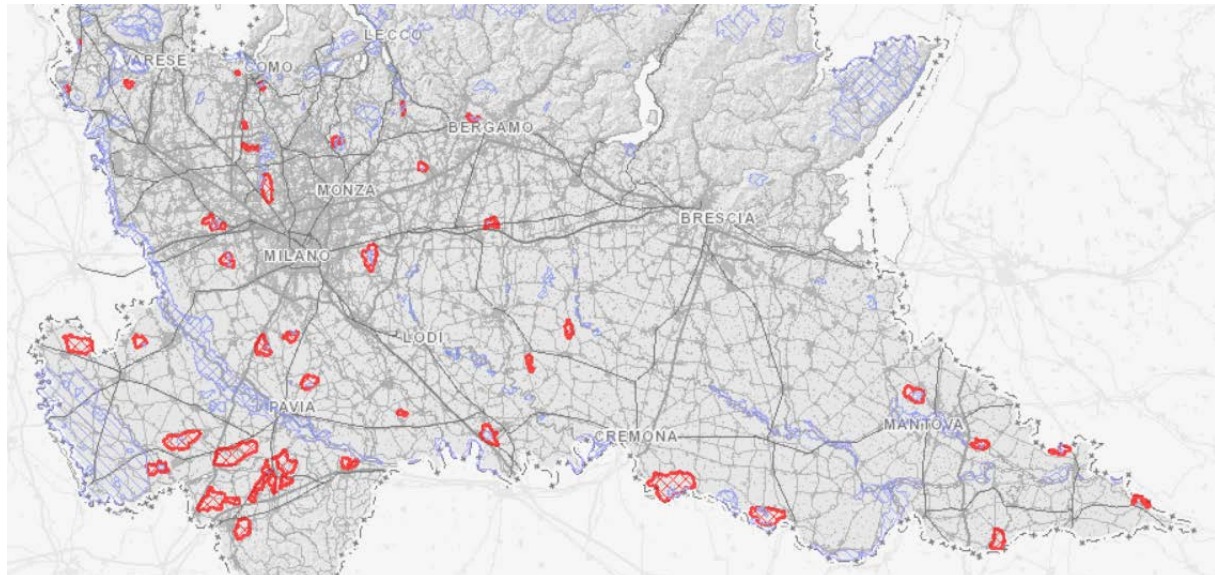 LECCO
VARESE
COMO
BERGAMO
MONZA
BRESCIA
MILANO
LODI
PAVIA
MANTOVA
CREMONA